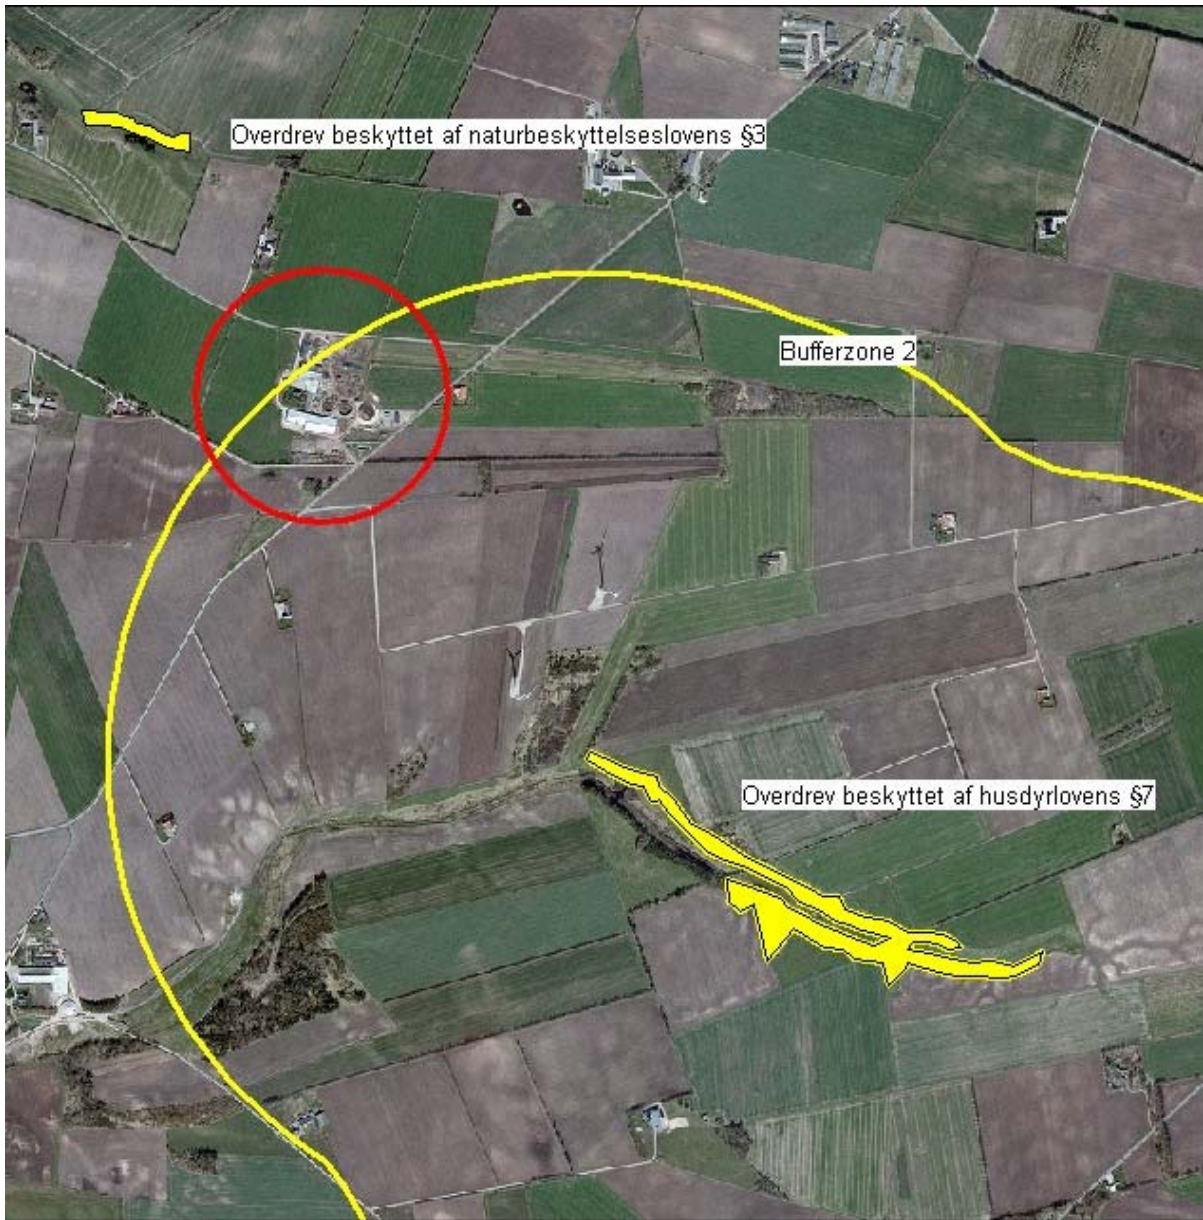 Overdrev beskyttet af naturbeskyttelseslovens §3
Bufferzone 2
Overdrev beskyttet af husdyrlovens §7